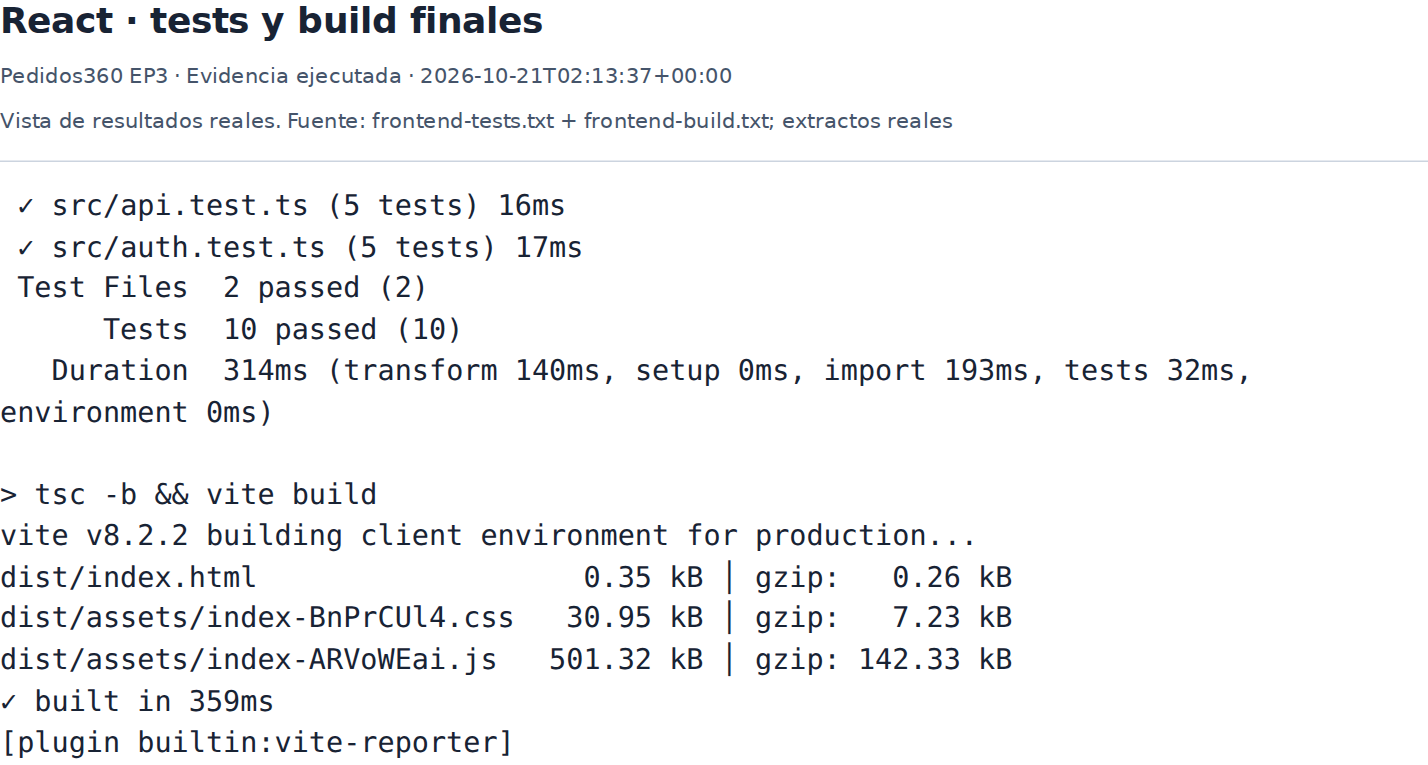 React · tests y build finales
Pedidos360 EP3 · Evidencia ejecutada · 2026-10-21T02:13:37+00:00
Vista de resultados reales. Fuente: frontend-tests.txt + frontend-build.txt; extractos reales
✓ src/api.test.ts (5 tests) 16ms
✓ src/auth.test.ts (5 tests) 17ms
Test Files  2 passed (2)
Tests  10 passed (10)
Duration  314ms (transform 140ms, setup 0ms, import 193ms, tests 32ms,
environment 0ms)
> tsc -b && vite build
vite v8.2.2 building client environment for production...
dist/index.html                   0.35 kB │ gzip:   0.26 kB
dist/assets/index-BnPrCUl4.css   30.95 kB │ gzip:   7.23 kB
dist/assets/index-ARVoWEai.js   501.32 kB │ gzip: 142.33 kB
✓ built in 359ms
[plugin builtin:vite-reporter]